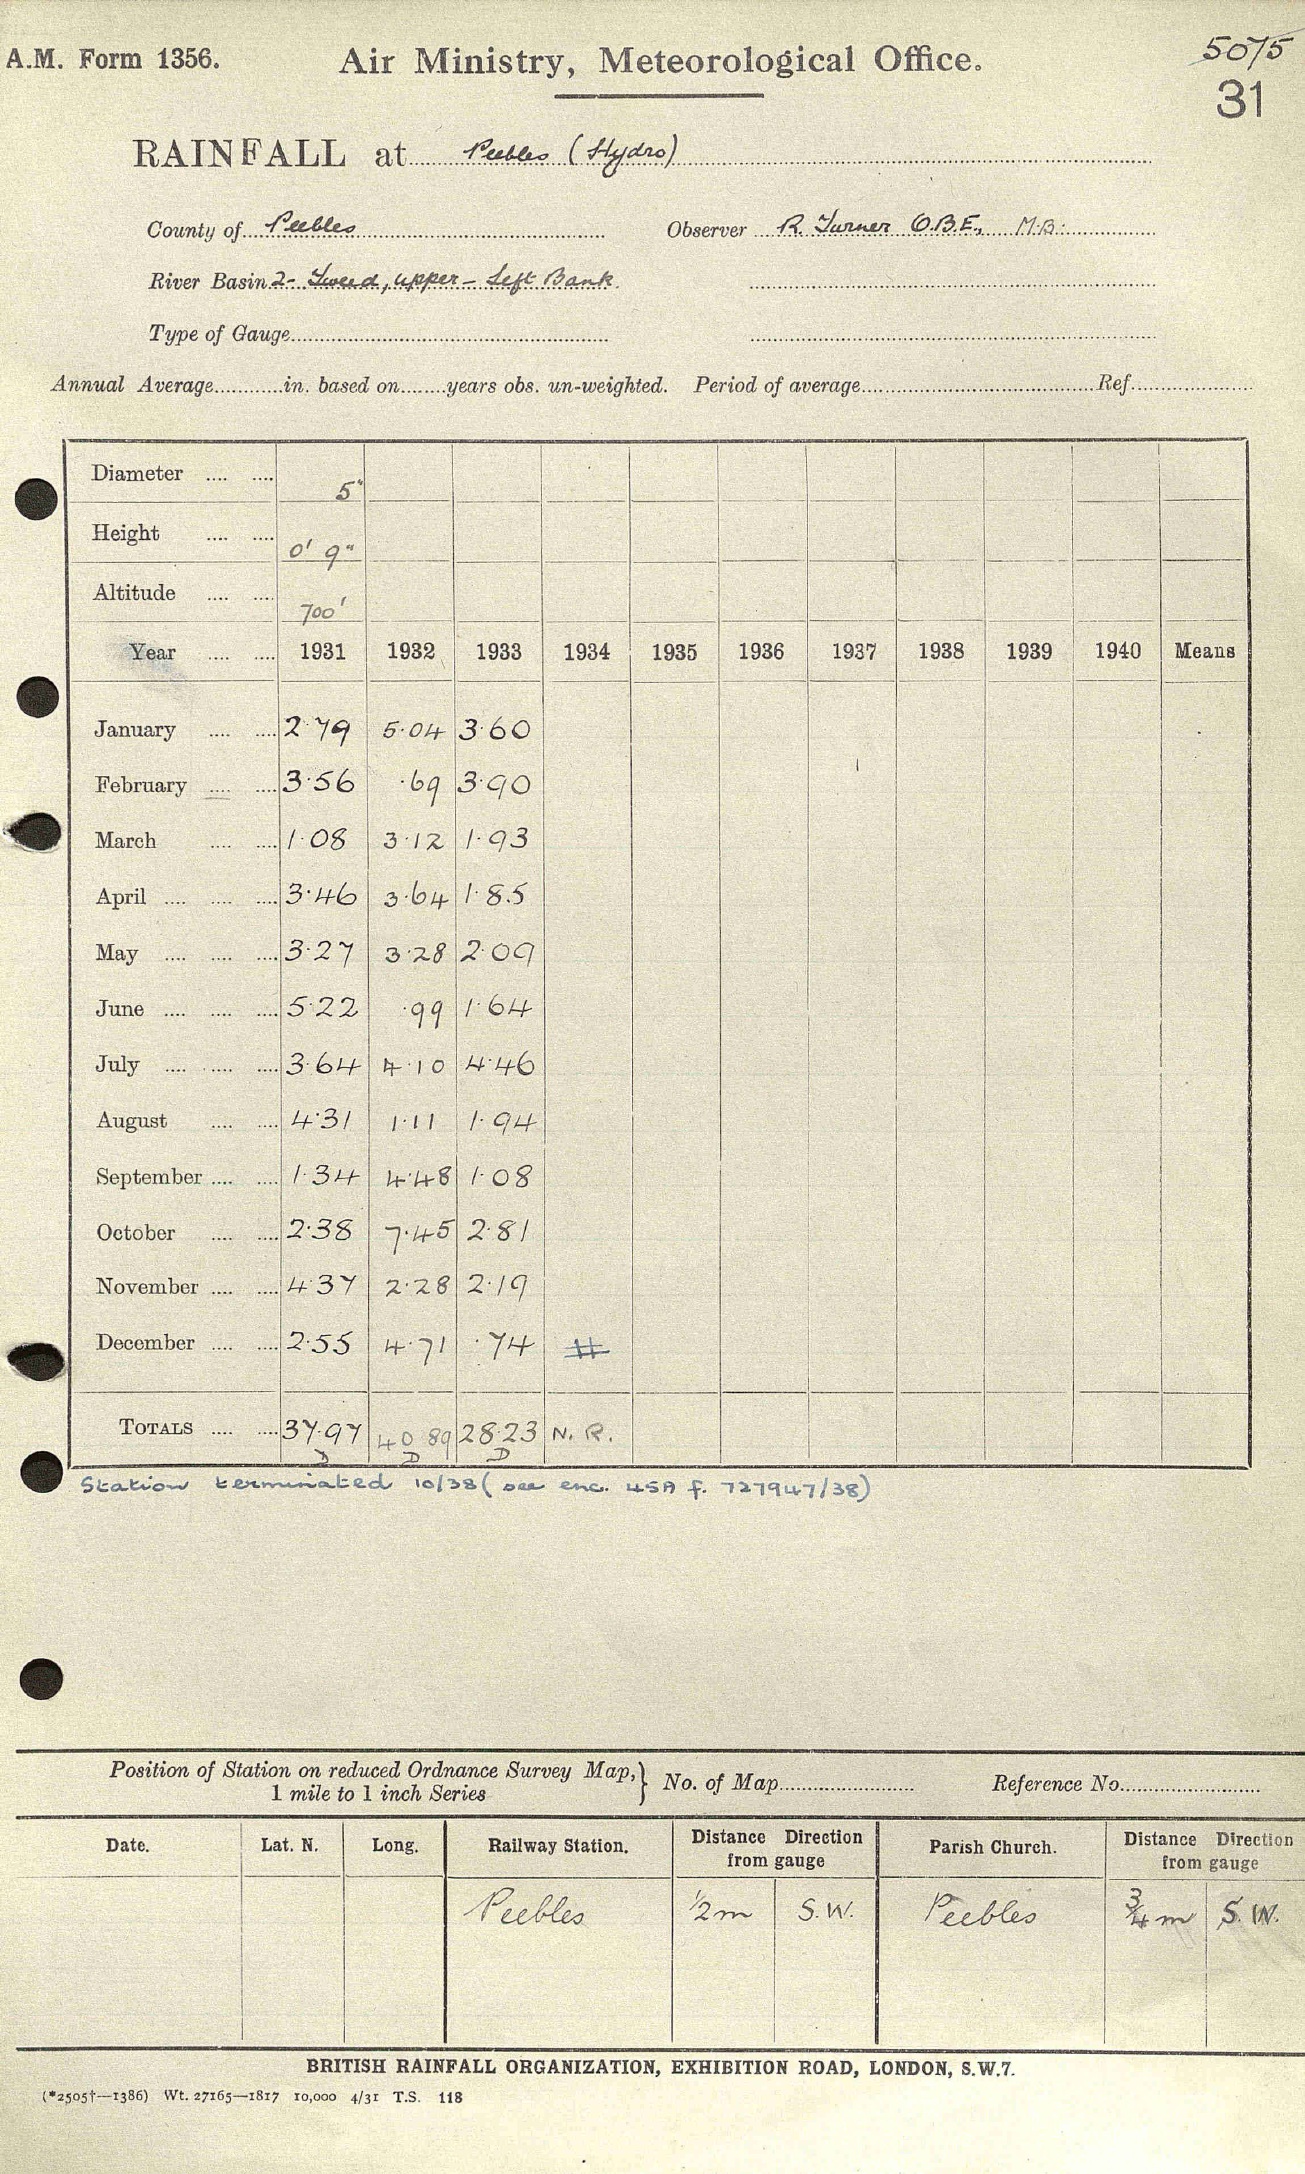 A.M. Form 1356. Air Ministry, Meteorological Office. 5075
31
RAINFALL at Peebles (Hydro)
County of Peebles Observer R. Turner O.B.E., M.B.
River Basin 2- Tweed, upper - Left Bank
Type of Gauge
Annual Average in. based on years obs. un-weighted. Period of average Ref.
Diameter 5"
Height 0' 9"
Altitude 700'
Year 1931 1932 1933 1934 1935 1936 1937 1938 1939 1940 Means
January 2.79 5.04 3.60
February 3.56 .69 3.90
March 1.08 3.12 1.93
April 3.46 3.64 1.85
May 3.27 3.28 2.09
June 5.22 .99 1.64
July 3.64 4.10 4.46
August 4.31 1.11 1.94
September 1.34 4.48 1.08
October 2.38 7.45 2.81
November 4.37 2.28 2.19
December 2.55 4.71 .74 #
TOTALS 37.97 40.89 28.23 N.R.
D D D
Station terminated 10/38 (see enc. 45A f. 727947/38)
Position of Station on reduced Ordnance Survey Map, } No. of Map Reference No.
1 mile to 1 inch Series
Date. Lat. N. Long. Railway Station. Distance Direction from gauge Parish Church. Distance Direction from gauge
Peebles 1/2 m S.W. Peebles 3/4 m S.W.
BRITISH RAINFALL ORGANIZATION, EXHIBITION ROAD, LONDON, S.W.7.
(*2505†—1386) Wt. 27165—1817 10,000 4/31 T.S. 118